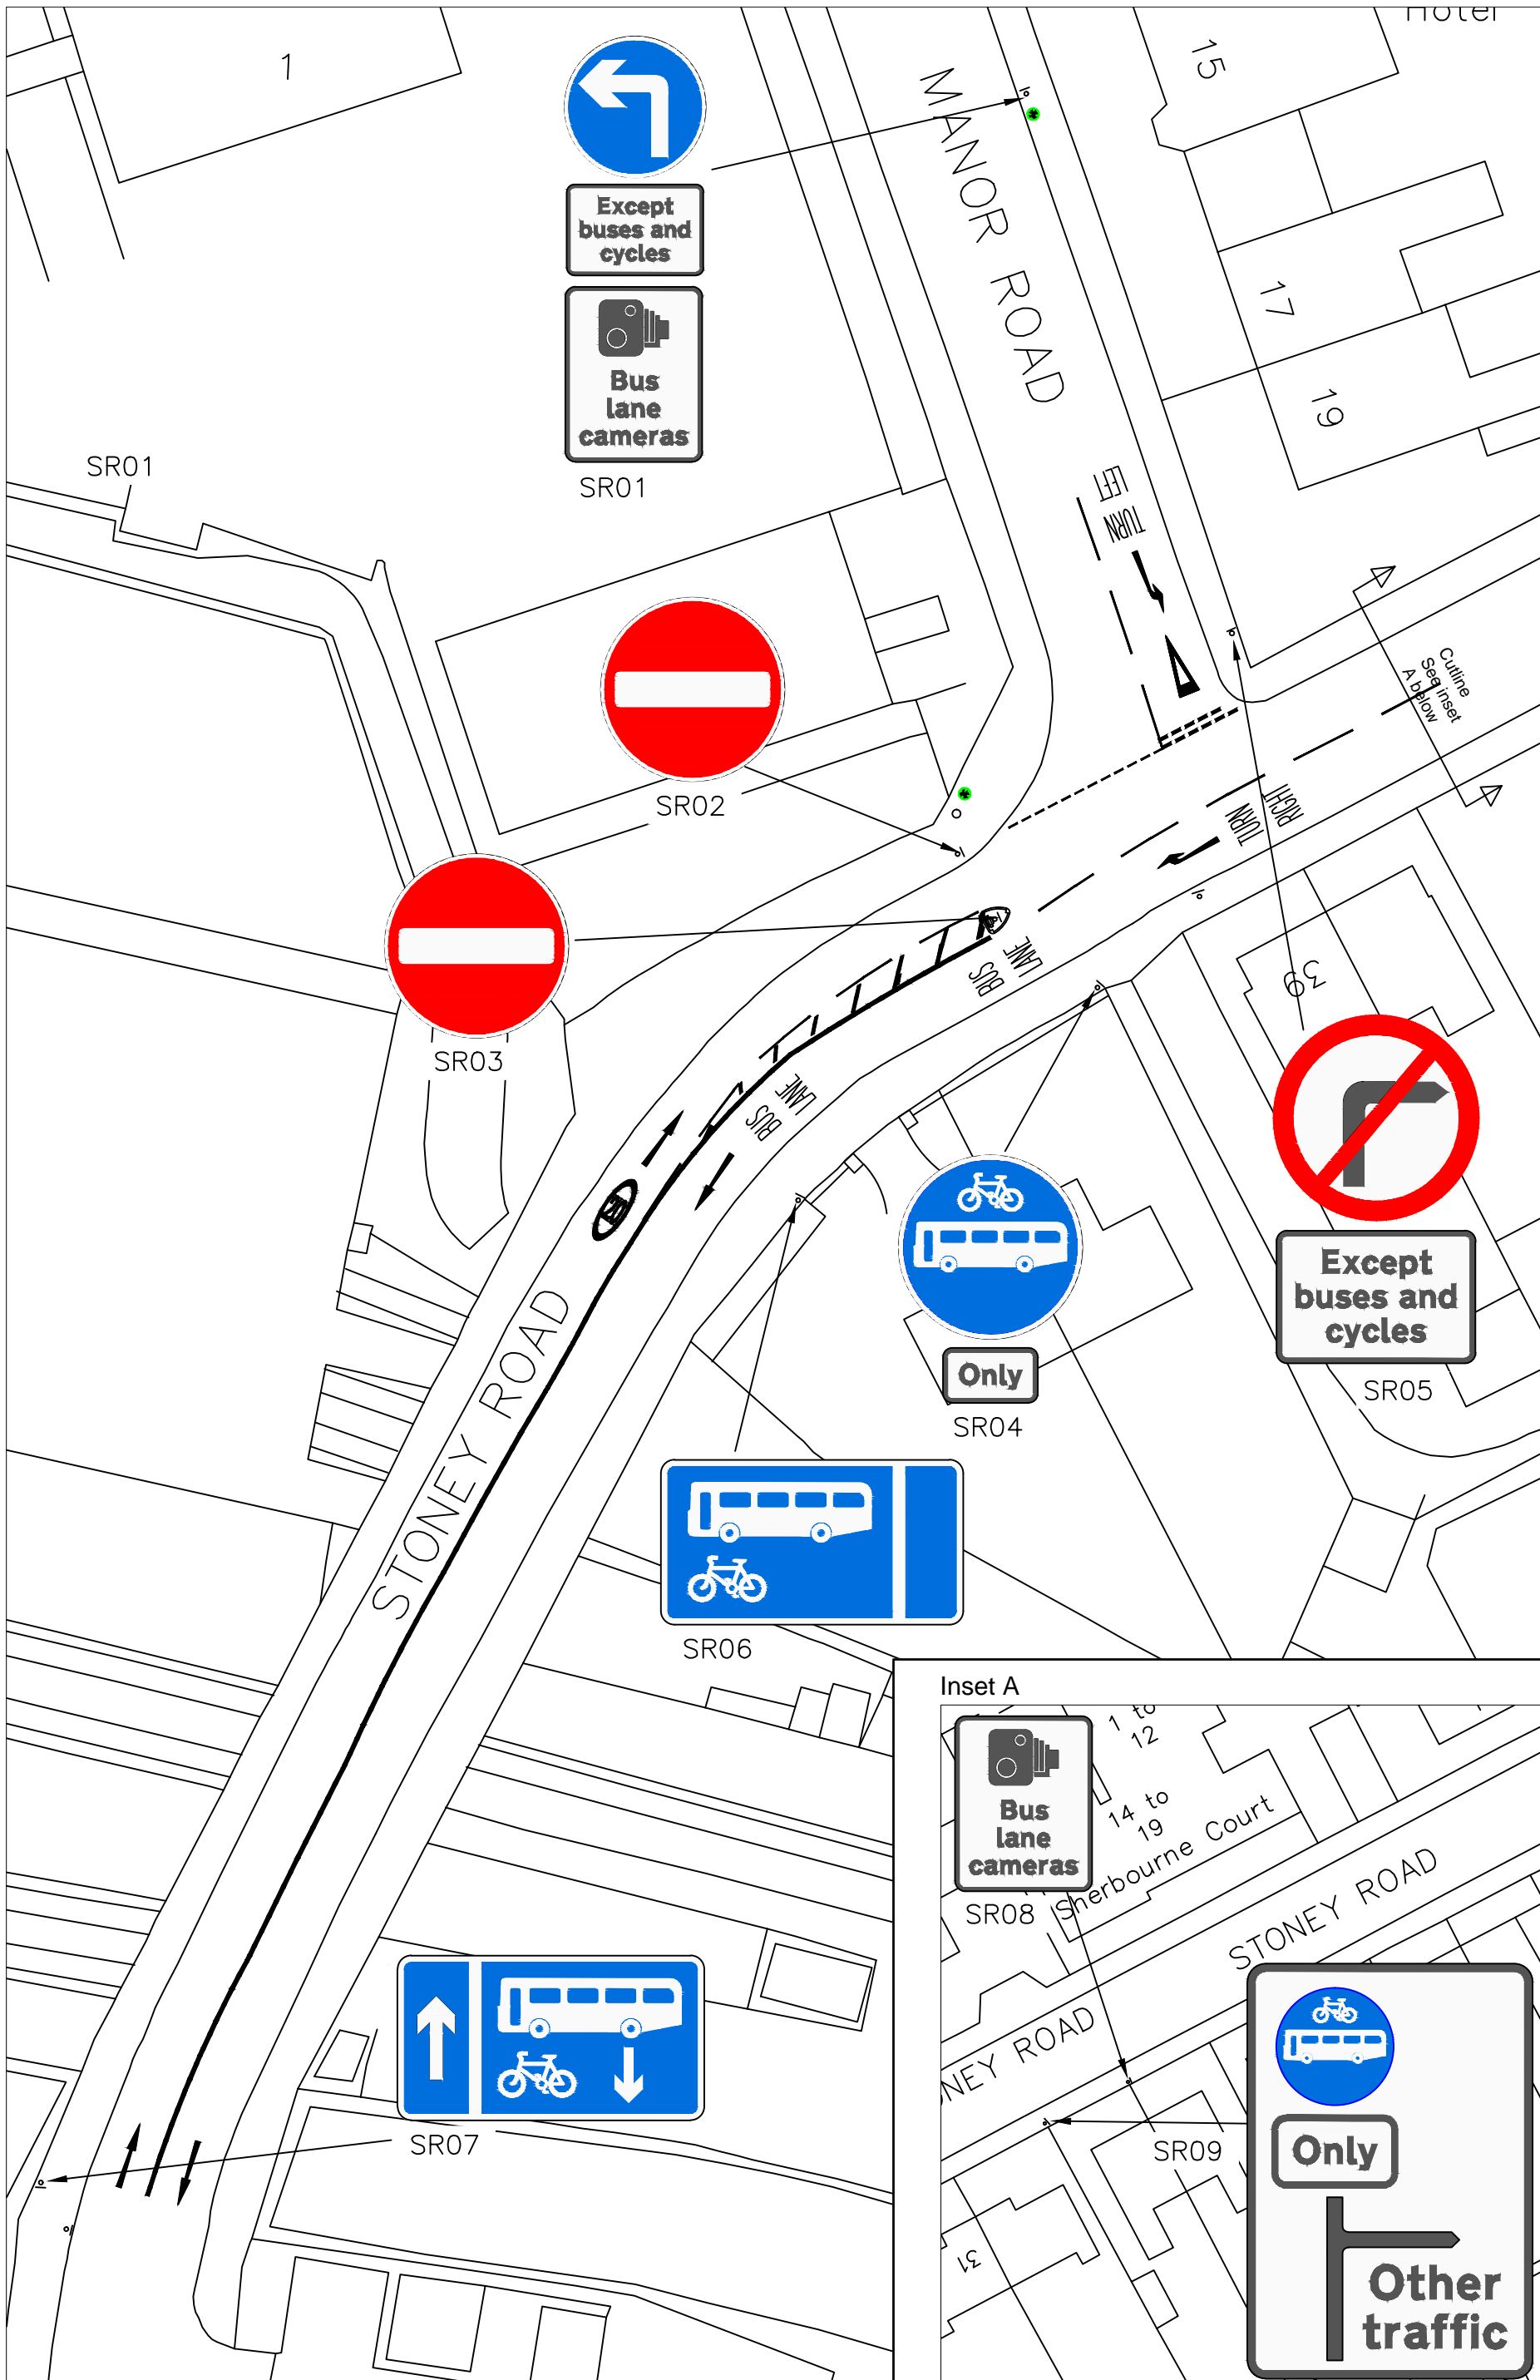 Hotel
1
15
MANOR ROAD
17
19
Except
buses and
cycles
Bus
lane
cameras
SR01
SR01
TURN
LEFT
Cutline
See inset
A below
SR02
TURN
RIGHT
BUS
LANE
39
SR03
BUS
LANE
STONEY ROAD
Only
SR04
Except
buses and
cycles
SR05
SR06
Inset A
1 to
12
14 to
19
Sherbourne Court
Bus
lane
cameras
SR08
STONEY ROAD
NEY ROAD
SR07
SR09
31
Only
Other
traffic